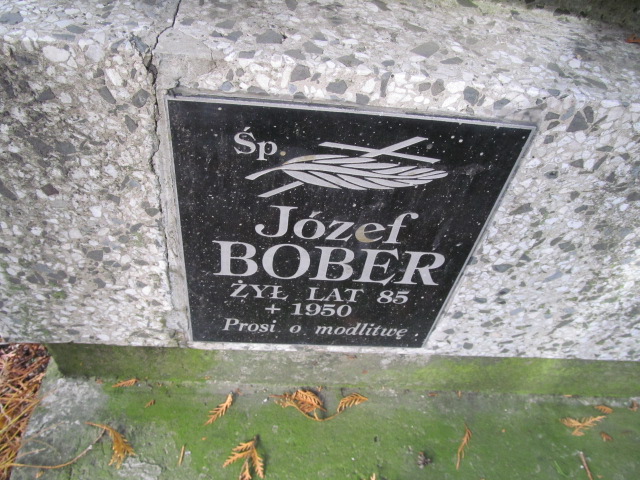 Śp.
Józef
BOBER
ŻYŁ LAT 85
+ 1950
Prosi o modlitwę